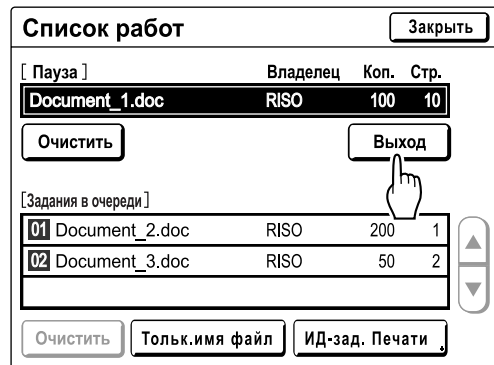 Список работ Закрыть
[ Пауза ] Владелец Коп. Стр.
Document_1.doc RISO 100 10
Очистить Выход
[Задания в очереди]
01 Document_2.doc RISO 200 1
02 Document_3.doc RISO 50 2
Очистить Тольк.имя файл ИД-зад. Печати